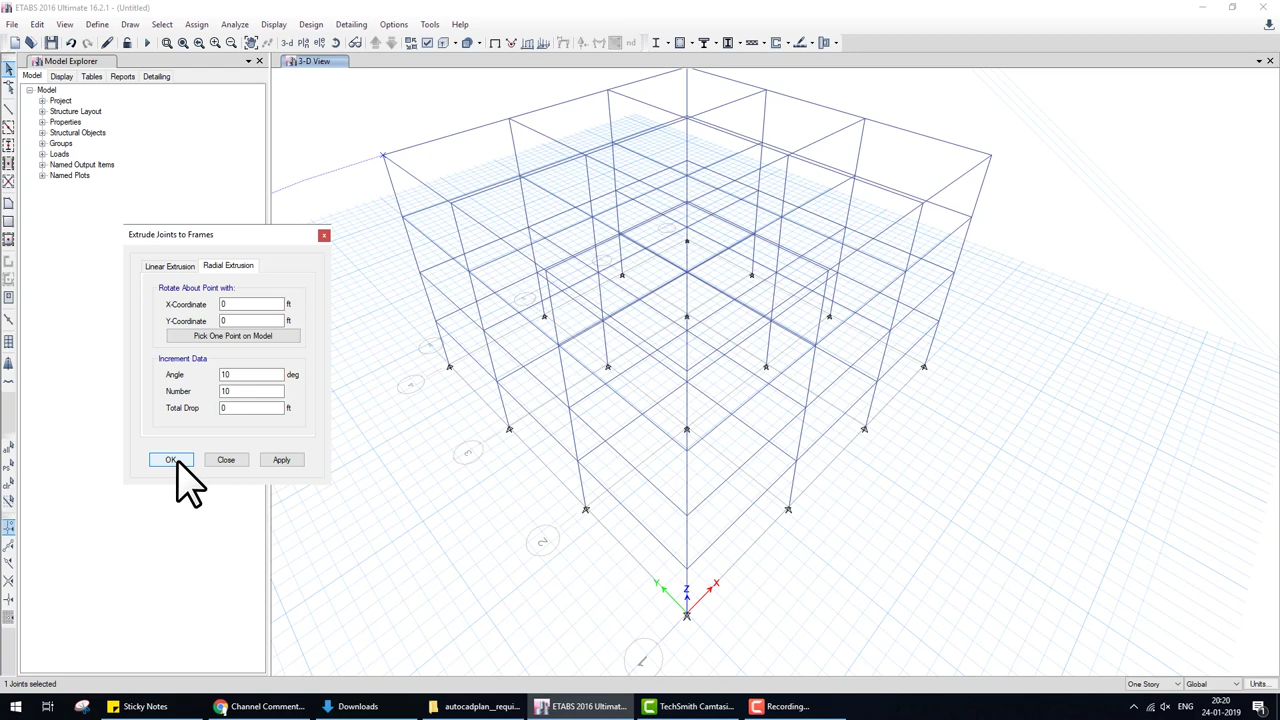 ETABS 2016 Ultimate 16.2.1 - (Untitled)
File Edit View Define Draw Select Assign Analyze Display Design Detailing Options Tools Help
3-d
nd
Model Explorer
3-D View
Model Display Tables Reports Detailing
Model
Project
Structure Layout
Properties
Structural Objects
Groups
Loads
Named Output Items
Named Plots
Extrude Joints to Frames
Linear Extrusion Radial Extrusion
Rotate About Point with:
X-Coordinate 0 ft
Y-Coordinate 0 ft
Pick One Point on Model
Increment Data
Angle 10 deg
Number 10
Total Drop 0 ft
OK Close Apply
all
ps
clr
Y Z X
1 Joints selected
One Story Global Units...
Sticky Notes
Channel Comment...
Downloads
autocadplan_requi...
ETABS 2016 Ultimat...
TechSmith Camtasi...
Recording...
ENG
20:20
24-01-2019